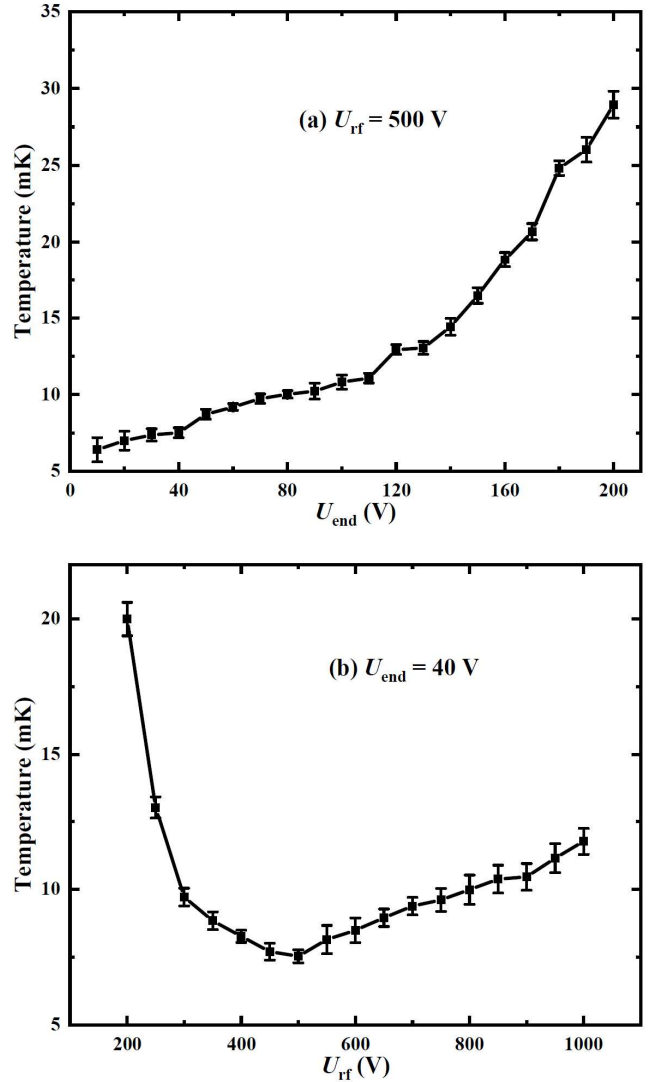 35
30
25
20
15
10
5
Temperature (mK)
(a) Urf = 500 V
0 40 80 120 160 200
Uend (V)
20
15
10
5
Temperature (mK)
(b) Uend = 40 V
200 400 600 800 1000
Urf (V)